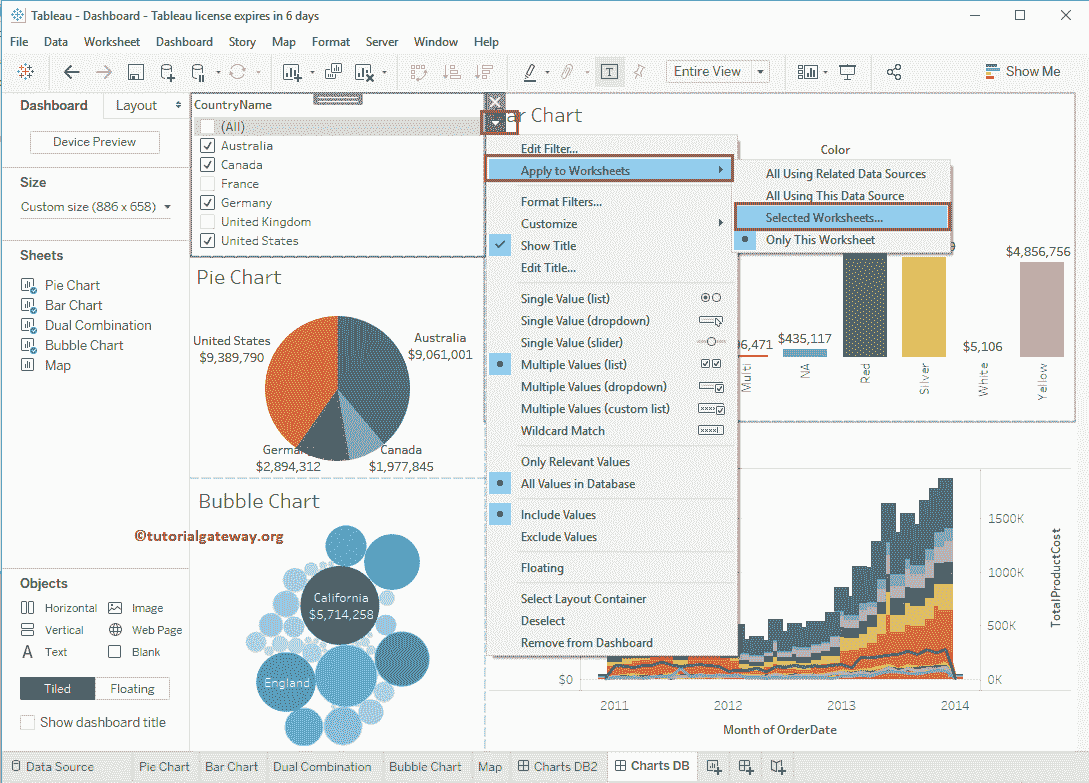 Tableau - Dashboard - Tableau license expires in 6 days
File Data Worksheet Dashboard Story Map Format Server Window Help
Entire View
Show Me
Dashboard Layout
Device Preview
Size
Custom size (886 x 658)
Sheets
Pie Chart
Bar Chart
Dual Combination
Bubble Chart
Map
Objects
Horizontal Image
Vertical Web Page
A Text Blank
Tiled Floating
Show dashboard title
CountryName
(All)
Australia
Canada
France
Germany
United Kingdom
United States
Pie Chart
United States
$9,389,790
Australia
$9,061,001
$2,894,312
Canada
$1,977,845
Bubble Chart
©tutorialgateway.org
California
$5,714,258
England
ar Chart
Edit Filter...
Apply to Worksheets
Format Filters...
Customize
Show Title
Edit Title...
Single Value (list)
Single Value (dropdown)
Single Value (slider)
Multiple Values (list)
Multiple Values (dropdown)
Multiple Values (custom list)
Wildcard Match
Only Relevant Values
All Values in Database
Include Values
Exclude Values
Floating
Select Layout Container
Deselect
Remove from Dashboard
All Using Related Data Sources
All Using This Data Source
Selected Worksheets...
Only This Worksheet
Color
$4,856,756
6,471
$435,117
$5,106
Multi
NA
Red
Silver
White
Yellow
1500K
1000K
500K
0K
TotalProductCost
$0
2011 2012 2013 2014
Month of OrderDate
Data Source Pie Chart Bar Chart Dual Combination Bubble Chart Map Charts DB2 Charts DB